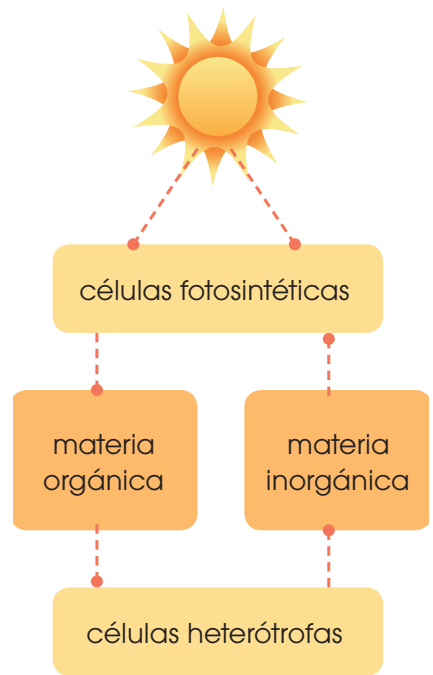 células fotosintéticas
materia
orgánica
materia
inorgánica
células heterótrofas